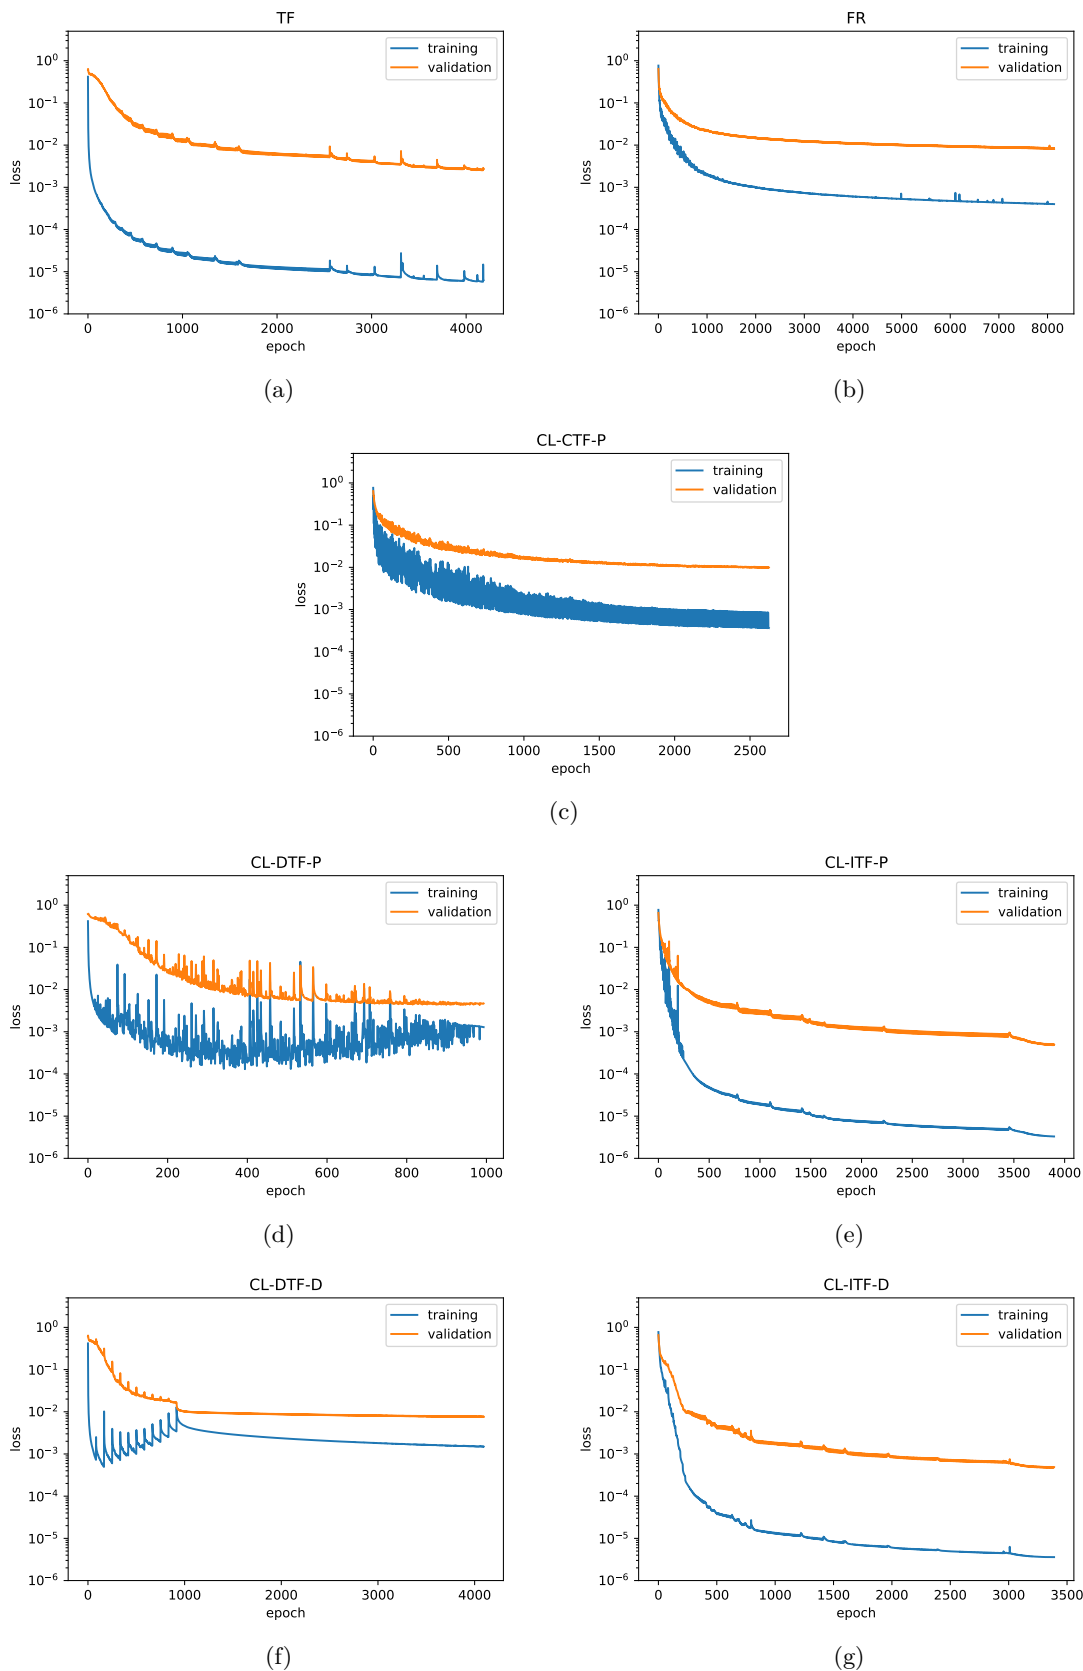 TF
training
validation
10^0
10^−1
10^−2
10^−3
10^−4
10^−5
10^−6
loss
0 1000 2000 3000 4000
epoch
(a)
FR
training
validation
10^0
10^−1
10^−2
10^−3
10^−4
10^−5
10^−6
loss
0 1000 2000 3000 4000 5000 6000 7000 8000
epoch
(b)
CL-CTF-P
training
validation
10^0
10^−1
10^−2
10^−3
10^−4
10^−5
10^−6
loss
0 500 1000 1500 2000 2500
epoch
(c)
CL-DTF-P
training
validation
10^0
10^−1
10^−2
10^−3
10^−4
10^−5
10^−6
loss
0 200 400 600 800 1000
epoch
(d)
CL-ITF-P
training
validation
10^0
10^−1
10^−2
10^−3
10^−4
10^−5
10^−6
loss
0 500 1000 1500 2000 2500 3000 3500 4000
epoch
(e)
CL-DTF-D
training
validation
10^0
10^−1
10^−2
10^−3
10^−4
10^−5
10^−6
loss
0 1000 2000 3000 4000
epoch
(f)
CL-ITF-D
training
validation
10^0
10^−1
10^−2
10^−3
10^−4
10^−5
10^−6
loss
0 500 1000 1500 2000 2500 3000 3500
epoch
(g)